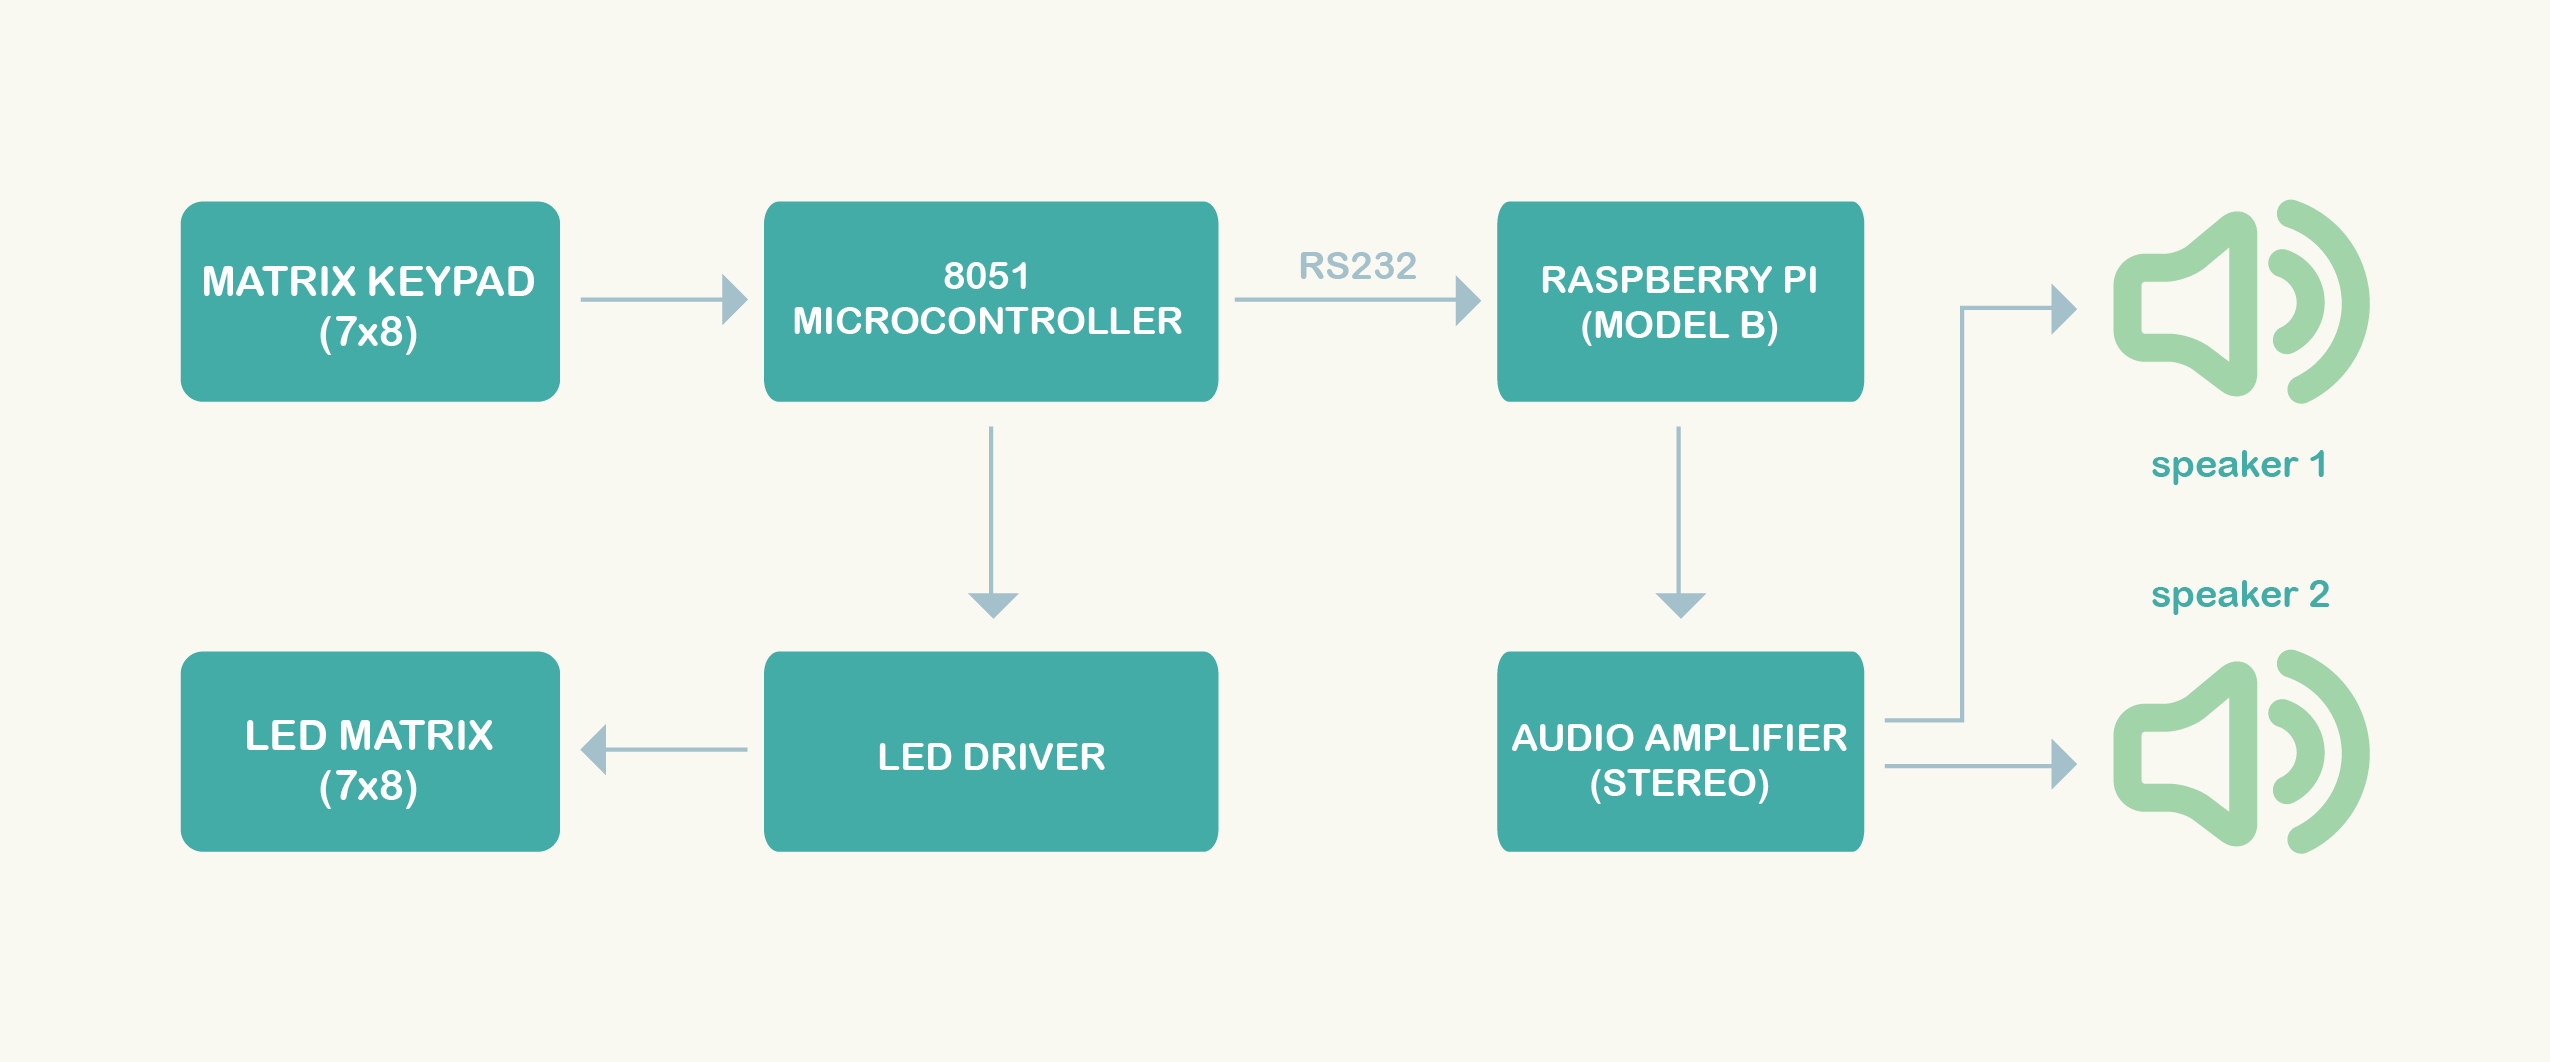 MATRIX KEYPAD
(7x8)
8051
MICROCONTROLLER
RS232
RASPBERRY PI
(MODEL B)
speaker 1
speaker 2
LED MATRIX
(7x8)
LED DRIVER
AUDIO AMPLIFIER
(STEREO)